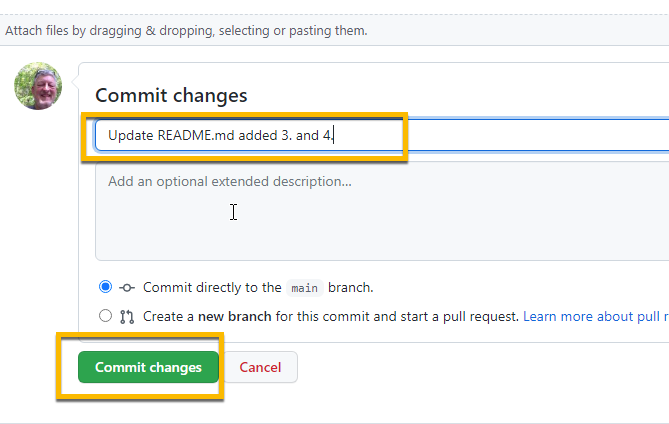 Attach files by dragging & dropping, selecting or pasting them.
Commit changes
Update README.md added 3. and 4.
Add an optional extended description...
Commit directly to the main branch.
Create a new branch for this commit and start a pull request. Learn more about pull r
Commit changes
Cancel